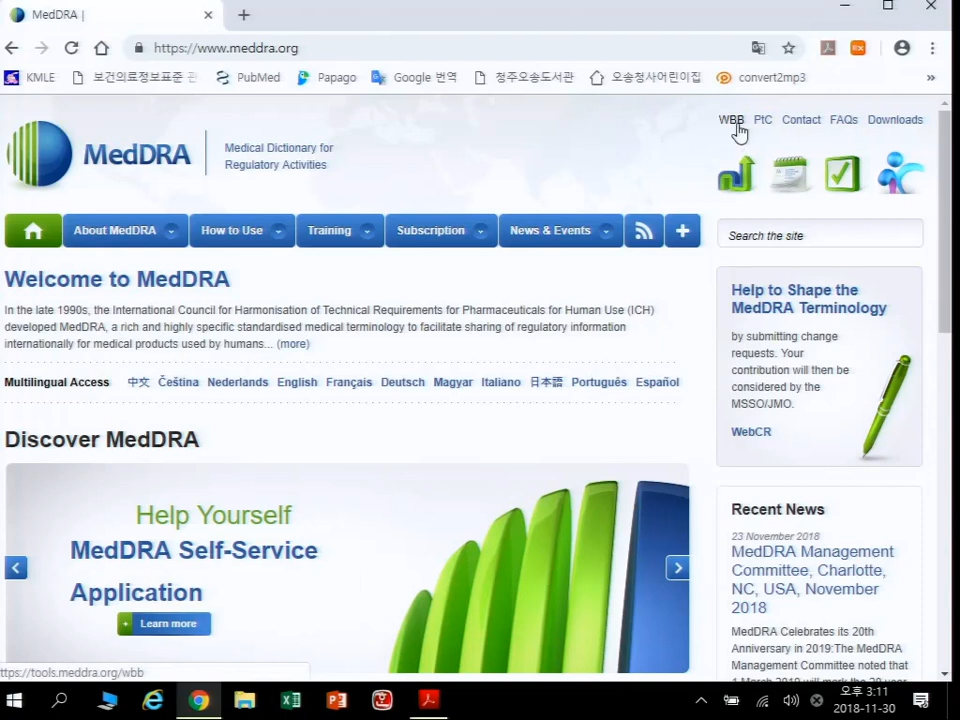 MedDRA |
https://www.meddra.org
KMLE
보건의료정보표준 관
PubMed
Papago
Google 번역
청주오송도서관
오송청사어린이집
convert2mp3
»
WBB PtC Contact FAQs Downloads
MedDRA
Medical Dictionary for
Regulatory Activities
About MedDRA
How to Use
Training
Subscription
News & Events
Search the site
Welcome to MedDRA
In the late 1990s, the International Council for Harmonisation of Technical Requirements for Pharmaceuticals for Human Use (ICH)
developed MedDRA, a rich and highly specific standardised medical terminology to facilitate sharing of regulatory information
internationally for medical products used by humans... (more)
Multilingual Access 中文 Čeština Nederlands English Français Deutsch Magyar Italiano 日本語 Português Español
Discover MedDRA
Help Yourself
MedDRA Self-Service
Application
Learn more
Help to Shape the
MedDRA Terminology
by submitting change
requests. Your
contribution will then be
considered by the
MSSO/JMO.
WebCR
Recent News
23 November 2018
MedDRA Management
Committee, Charlotte,
NC, USA, November
2018
MedDRA Celebrates its 20th
Anniversary in 2019:The MedDRA
Management Committee noted that
1 March 2019 will mark the 20 year
ttps://tools.meddra.org/wbb
오후 3:11
2018-11-30